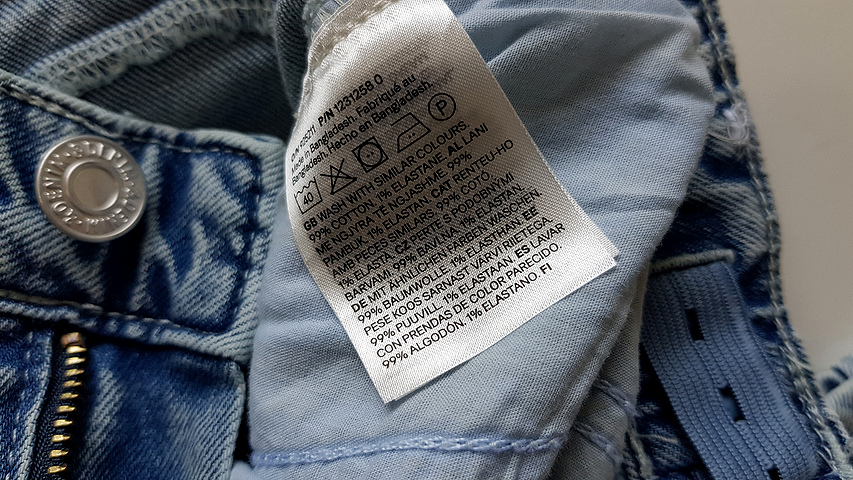 P/N 1231258 0
Made in Bangladesh. Fabriqué au
Bangladesh. Hecho en Bangladesh.
40 P
GB WASH WITH SIMILAR COLOURS.
99% COTTON, 1% ELASTANE. AL LANI
ME NGJYRA TË NGJASHME. 99%
PAMBUK, 1% ELASTAN. CAT RENTEU-HO
AMB PECES SIMILARS. 99% COTÓ,
1% ELASTÀ. CZ PERTE S PODOBNÝMI
BARVAMI. 99% BAVLNA, 1% ELASTAN.
DE MIT ÄHNLICHEN FARBEN WASCHEN.
99% BAUMWOLLE, 1% ELASTHAN. EE
PESE KOOS SARNAST VÄRVI RIIETEGA.
99% PUUVILL, 1% ELASTAAN. ES LAVAR
CON PRENDAS DE COLOR PARECIDO.
99% ALGODÓN, 1% ELASTANO. FI
DENIM